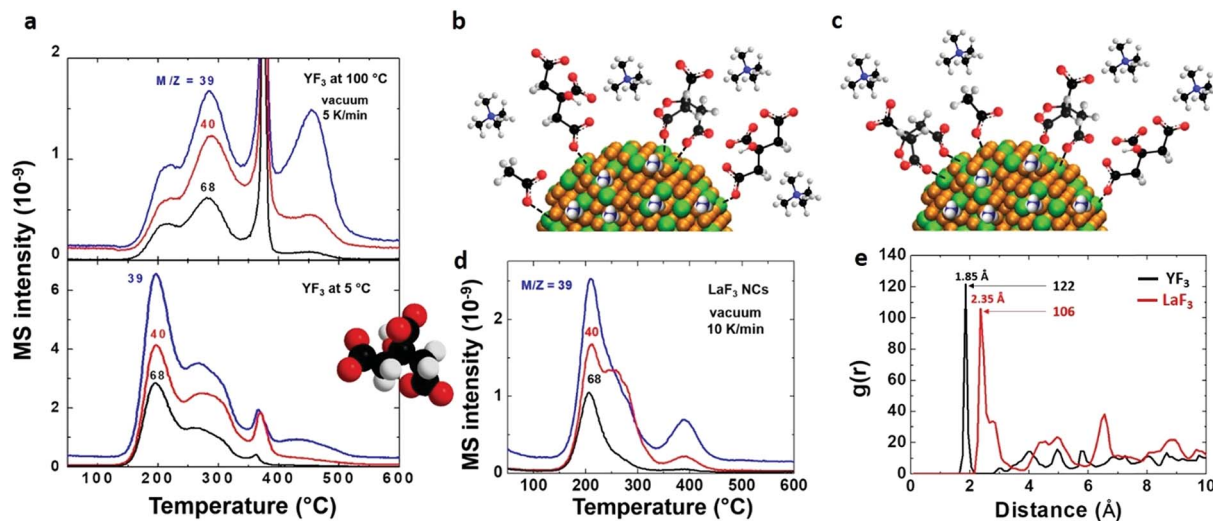 a
MS intensity (10⁻⁹)
2
1
0
M/Z = 39
40
68
YF₃ at 100 °C
vacuum
5 K/min
6
4
2
0
39
40
68
YF₃ at 5 °C
100 200 300 400 500 600
Temperature (°C)
b
c
d
MS intensity (10⁻⁹)
2
1
0
M/Z = 39
40
68
LaF₃ NCs
vacuum
10 K/min
100 200 300 400 500 600
Temperature (°C)
e
g(r)
140
120
100
80
60
40
20
0
1.85 Å
122
2.35 Å
106
YF₃
LaF₃
0 2 4 6 8 10
Distance (Å)